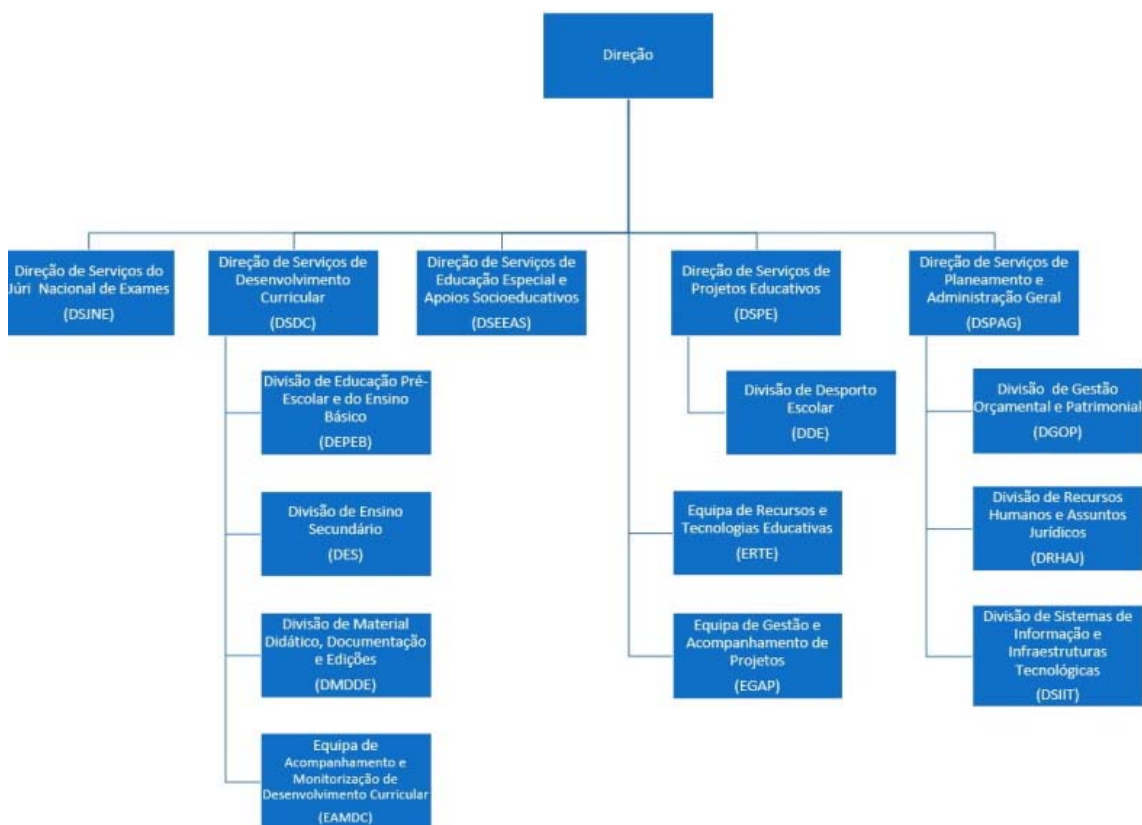 Direção
Direção de Serviços do
Júri Nacional de Exames
(DSJNE)
Direção de Serviços de
Desenvolvimento
Curricular
(DSDC)
Direção de Serviços de
Educação Especial e
Apoios Socioeducativos
(DSEEAS)
Direção de Serviços de
Projetos Educativos
(DSPE)
Direção de Serviços de
Planeamento e
Administração Geral
(DSPAG)
Divisão de Educação Pré-
Escolar e do Ensino
Básico
(DEPEB)
Divisão de Ensino
Secundário
(DES)
Divisão de Material
Didático, Documentação
e Edições
(DMDDE)
Equipa de
Acompanhamento e
Monitorização de
Desenvolvimento Curricular
(EAMDC)
Divisão de Desporto
Escolar
(DDE)
Equipa de Recursos e
Tecnologias Educativas
(ERTE)
Equipa de Gestão e
Acompanhamento de
Projetos
(EGAP)
Divisão de Gestão
Orçamental e Patrimonial
(DGOP)
Divisão de Recursos
Humanos e Assuntos
Jurídicos
(DRHAJ)
Divisão de Sistemas de
Informação e
Infraestruturas
Tecnológicas
(DSIIT)